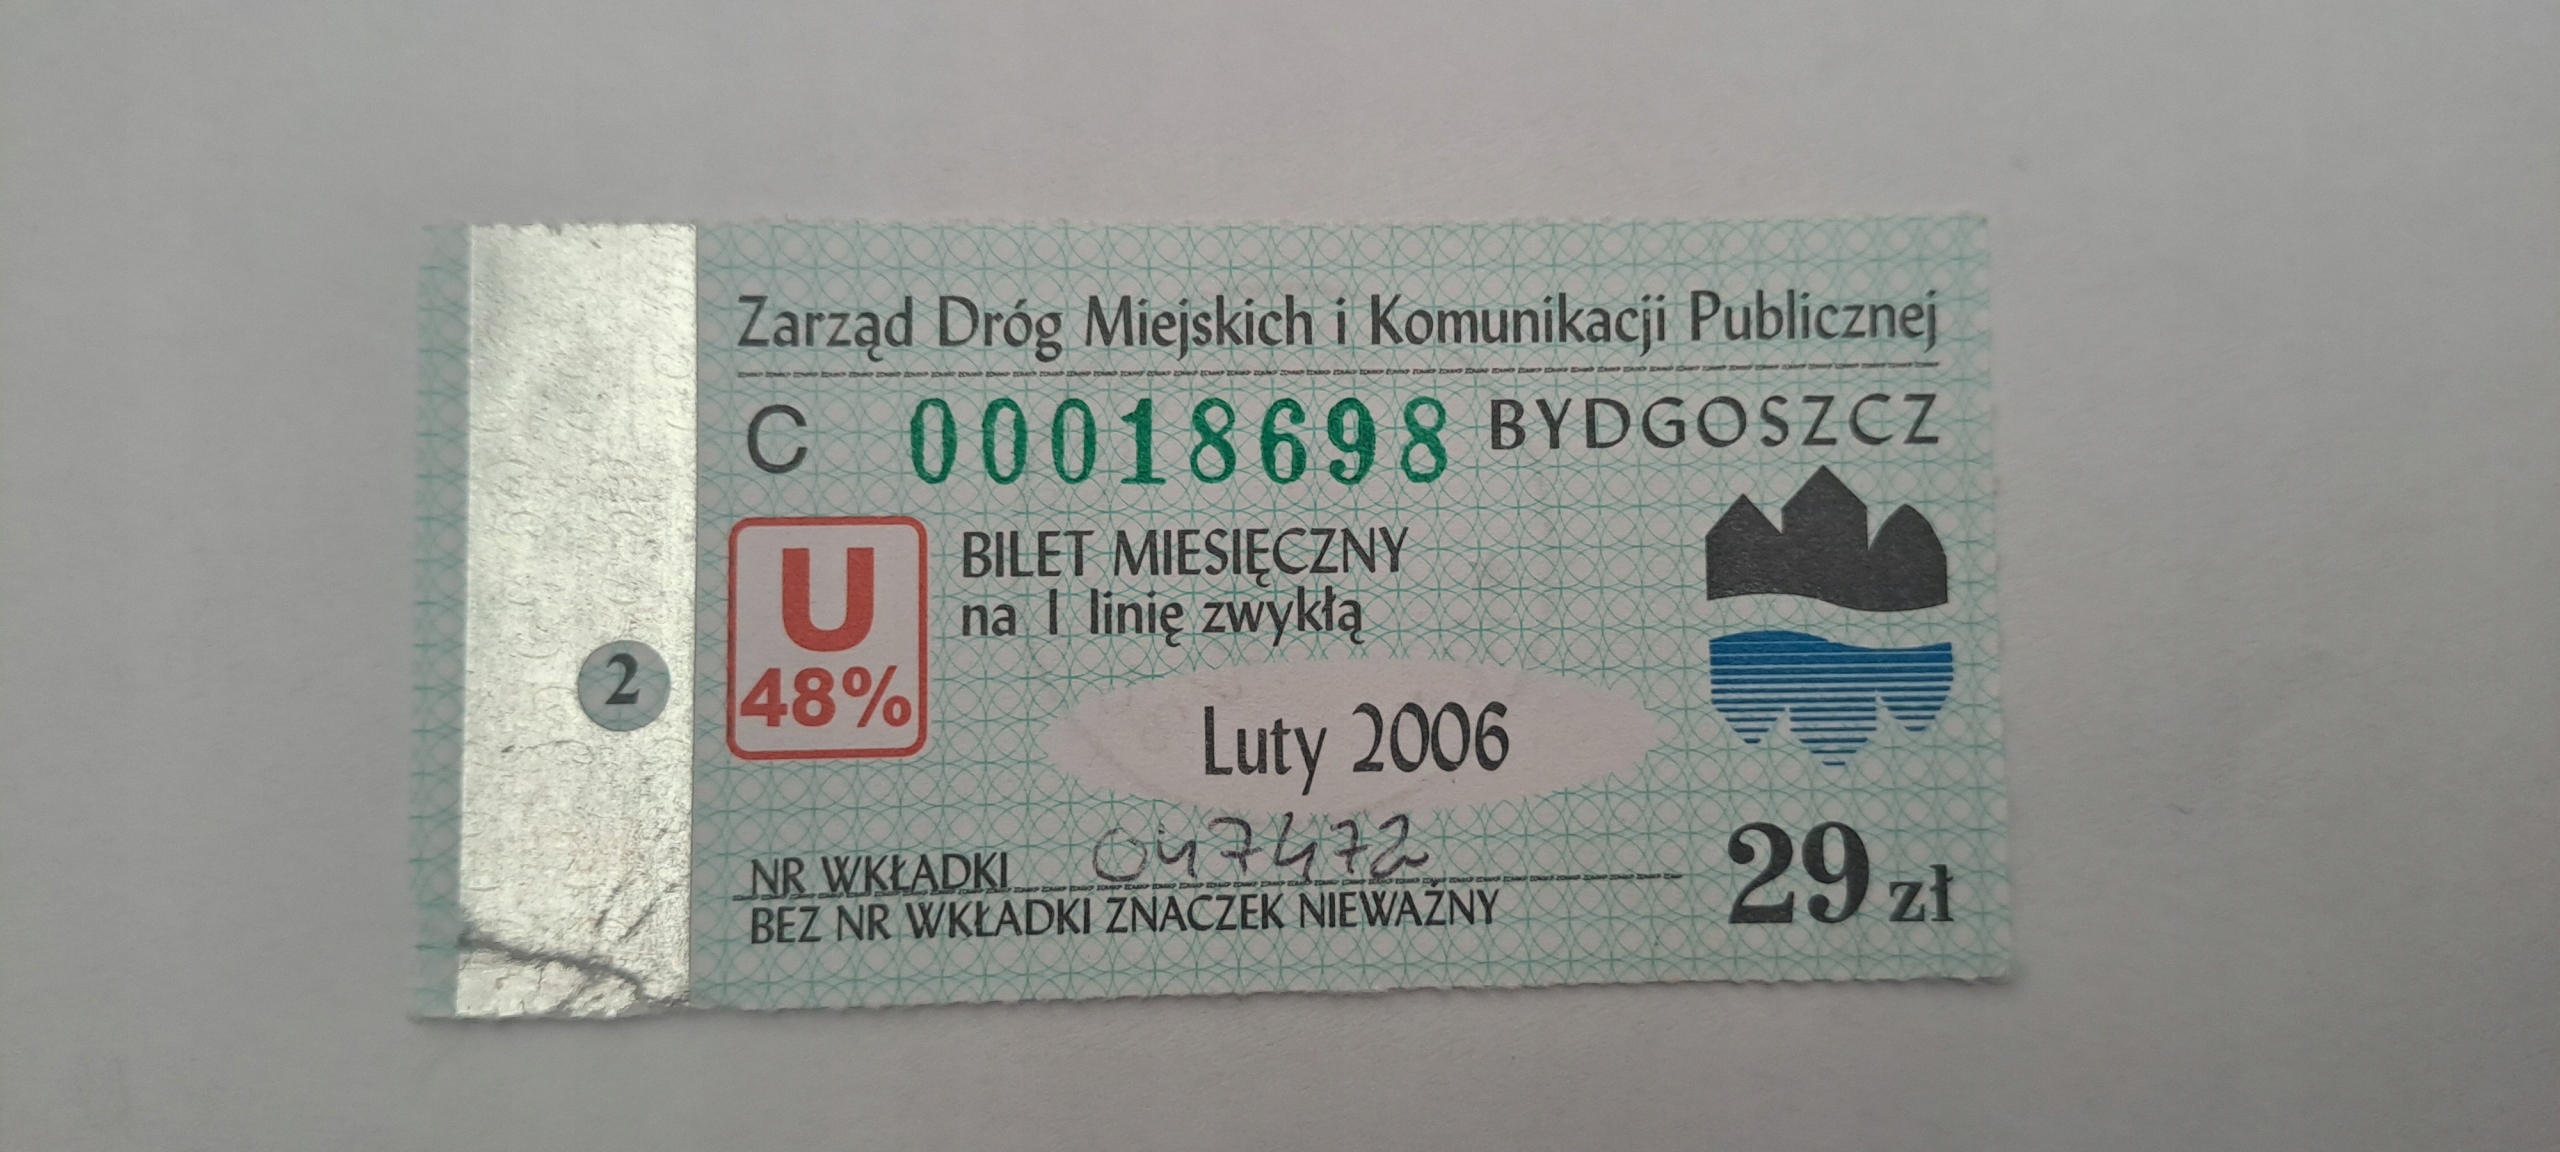 Zarząd Dróg Miejskich i Komunikacji Publicznej
C 00018698 BYDGOSZCZ
U
48%
BILET MIESIĘCZNY
na 1 linię zwykłą
2
Luty 2006
NR WKŁADKI 047472
BEZ NR WKŁADKI ZNACZEK NIEWAŻNY
29 zł